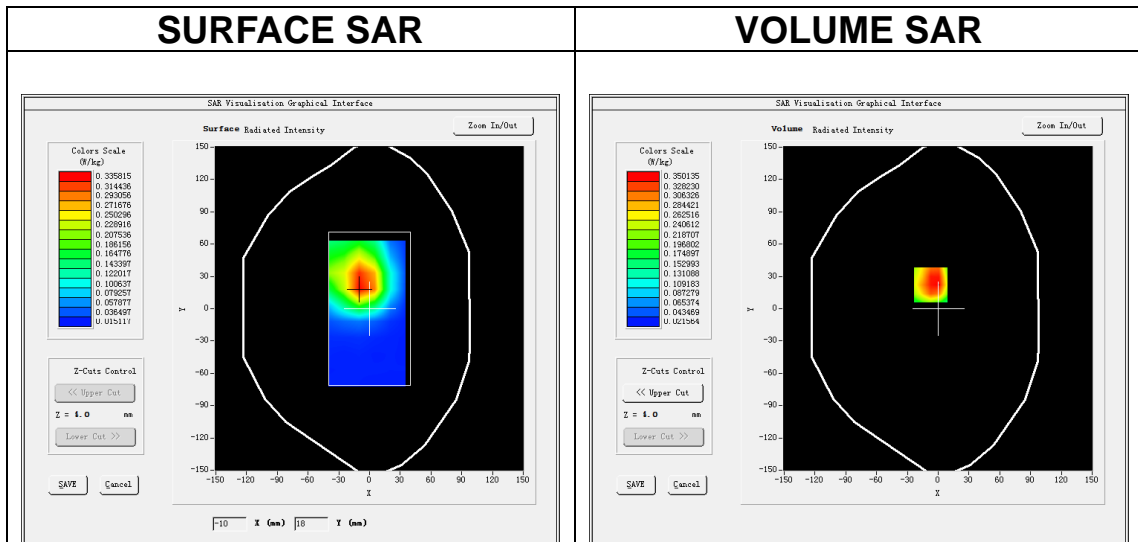 SURFACE SAR
SAR Visualisation Graphical Interface
Surface Radiated Intensity
Zoom In/Out
Colors Scale
(W/kg)
0.335815
0.314436
0.293056
0.271676
0.250296
0.228916
0.207536
0.186156
0.164776
0.143397
0.122017
0.100637
0.079257
0.057877
0.036497
0.015117
Z-Cuts Control
<< Upper Cut
Z = 4.0 mm
Lower Cut >>
SAVE Cancel
150
120
90
60
30
0
-30
-60
-90
-120
-150
Y
-150 -120 -90 -60 -30 0 30 60 90 120 150
X
-10 X (mm) 18 Y (mm)
VOLUME SAR
SAR Visualisation Graphical Interface
Volume Radiated Intensity
Zoom In/Out
Colors Scale
(W/kg)
0.350135
0.328230
0.306326
0.284421
0.262516
0.240612
0.218707
0.196802
0.174897
0.152993
0.131088
0.109183
0.087279
0.065374
0.043469
0.021564
Z-Cuts Control
<< Upper Cut
Z = 4.0 mm
Lower Cut >>
SAVE Cancel
150
120
90
60
30
0
-30
-60
-90
-120
-150
Y
-150 -120 -90 -60 -30 0 30 60 90 120 150
X